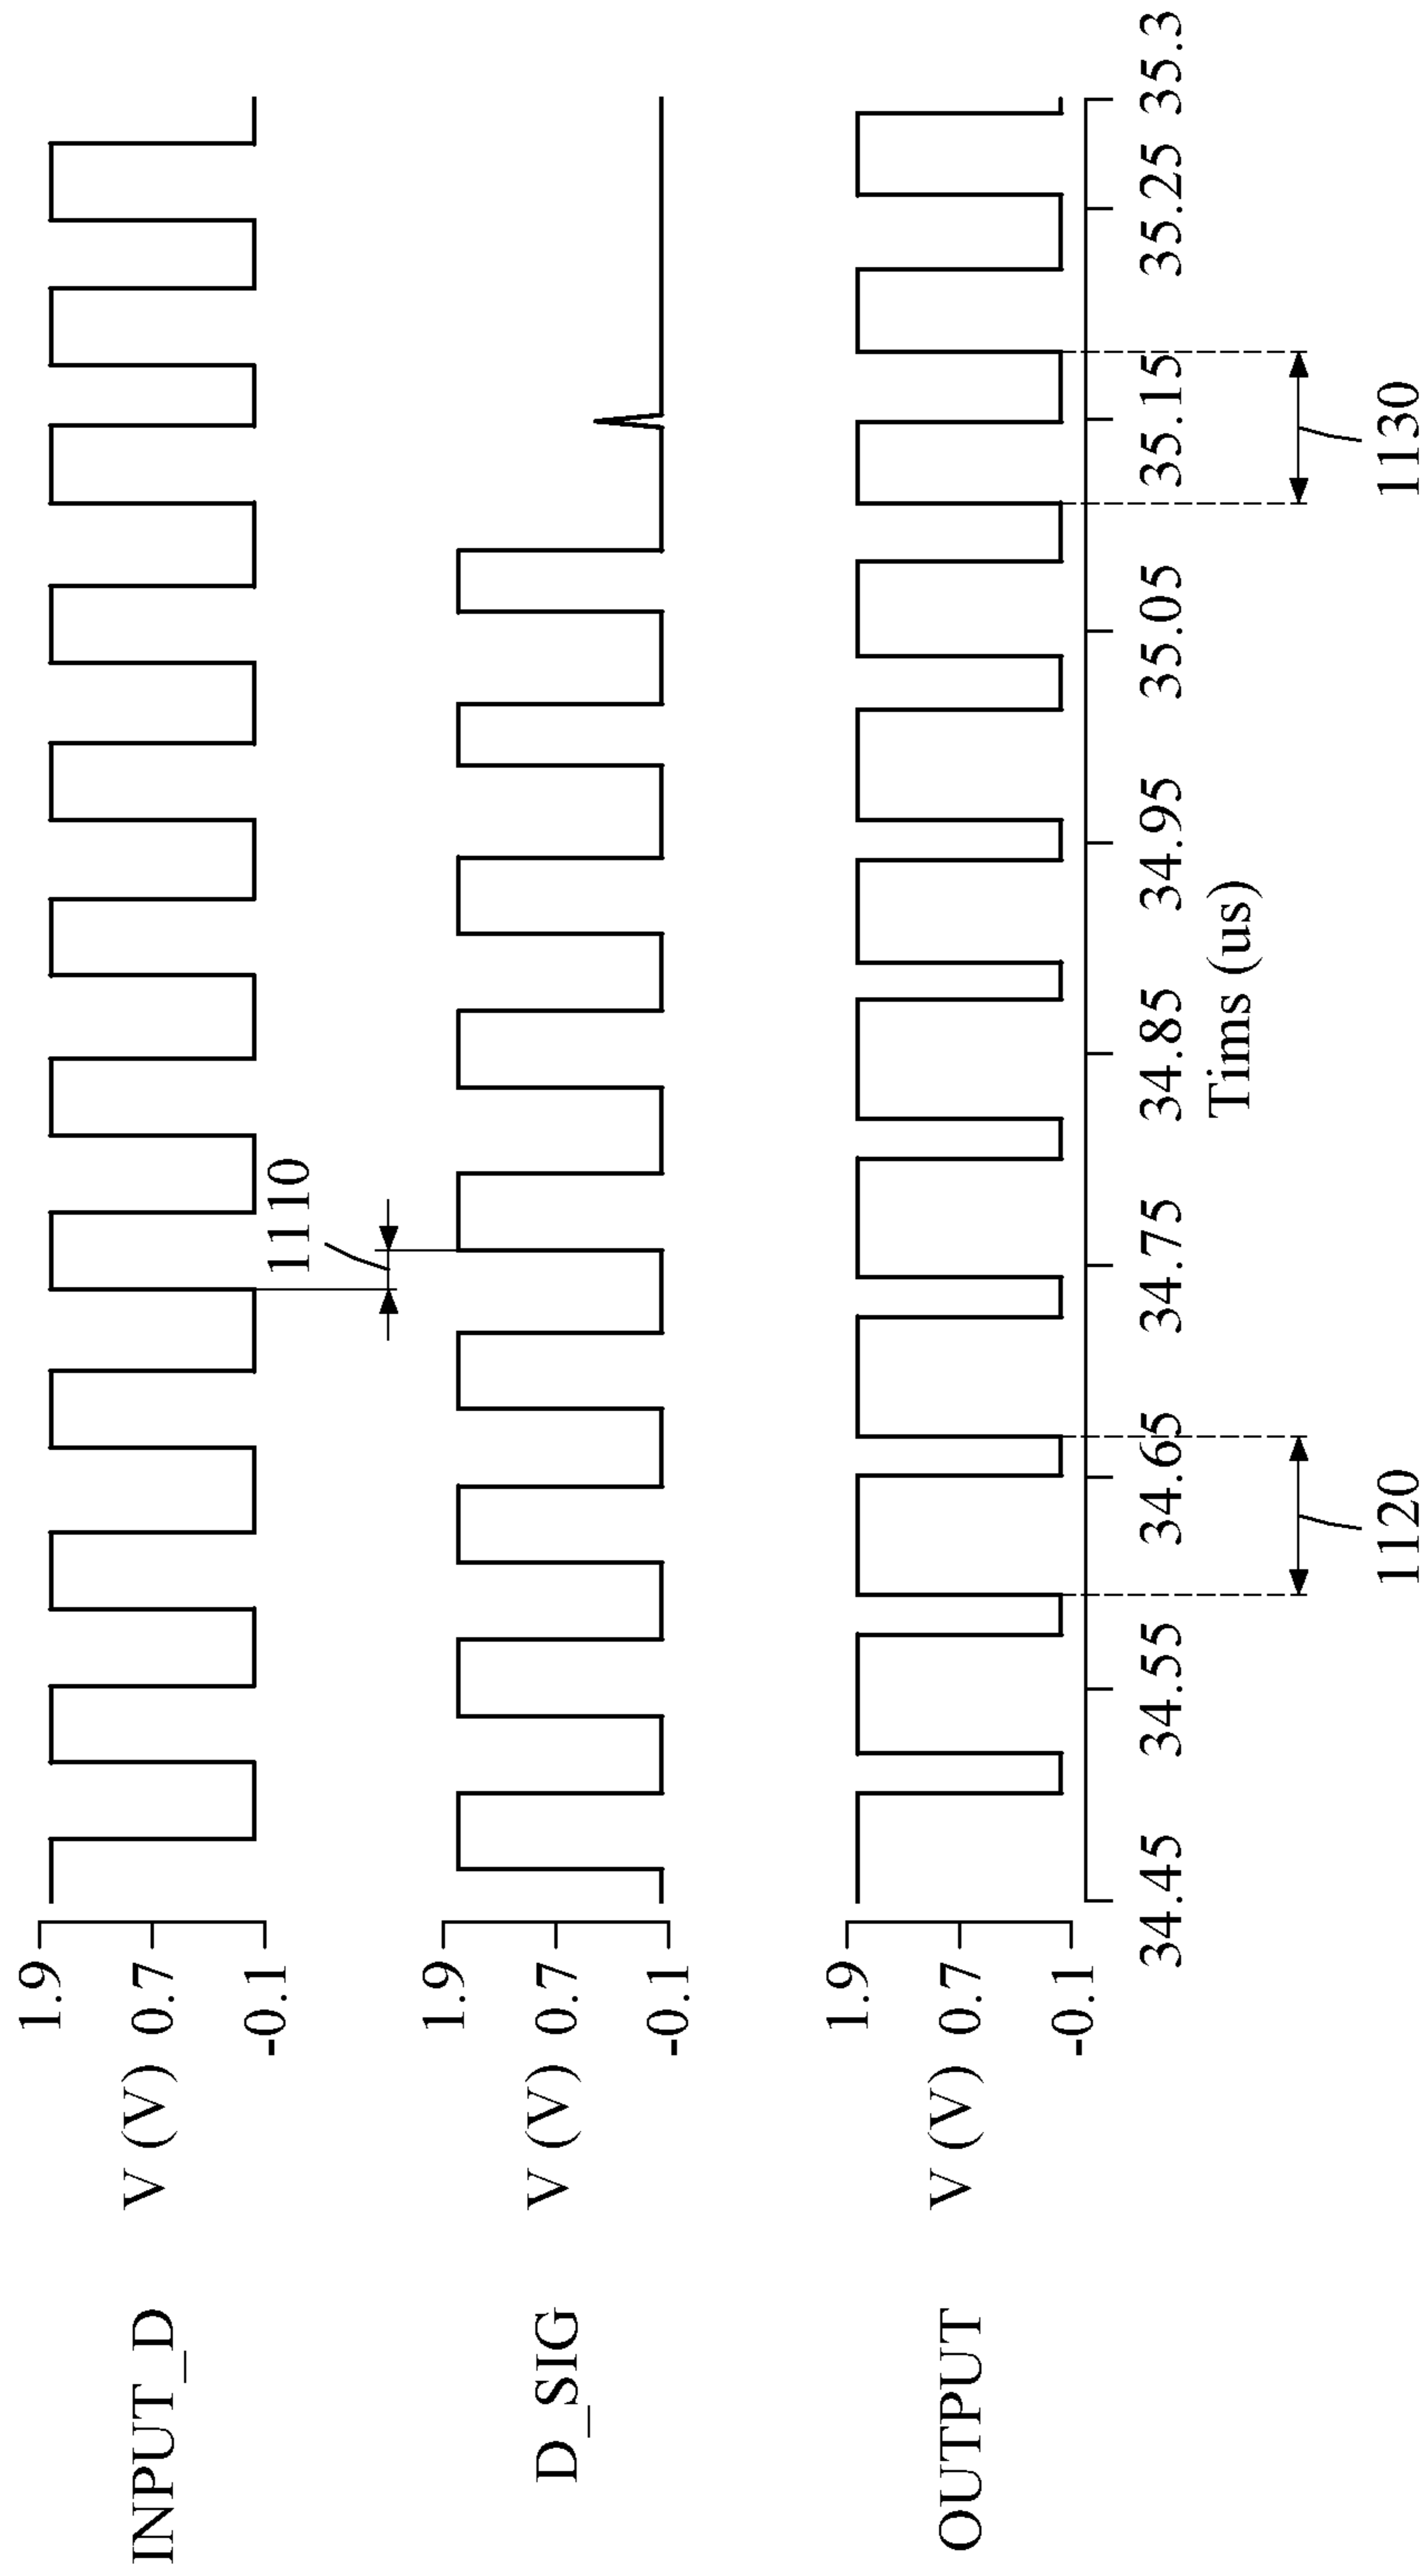 INPUT_D
V (V)
1.9
0.7
-0.1
1110
D_SIG
V (V)
1.9
0.7
-0.1
OUTPUT
V (V)
1.9
0.7
-0.1
34.45 34.55 34.65 34.75 34.85 34.95 35.05 35.15 35.25 35.3
Tims (us)
1120
1130